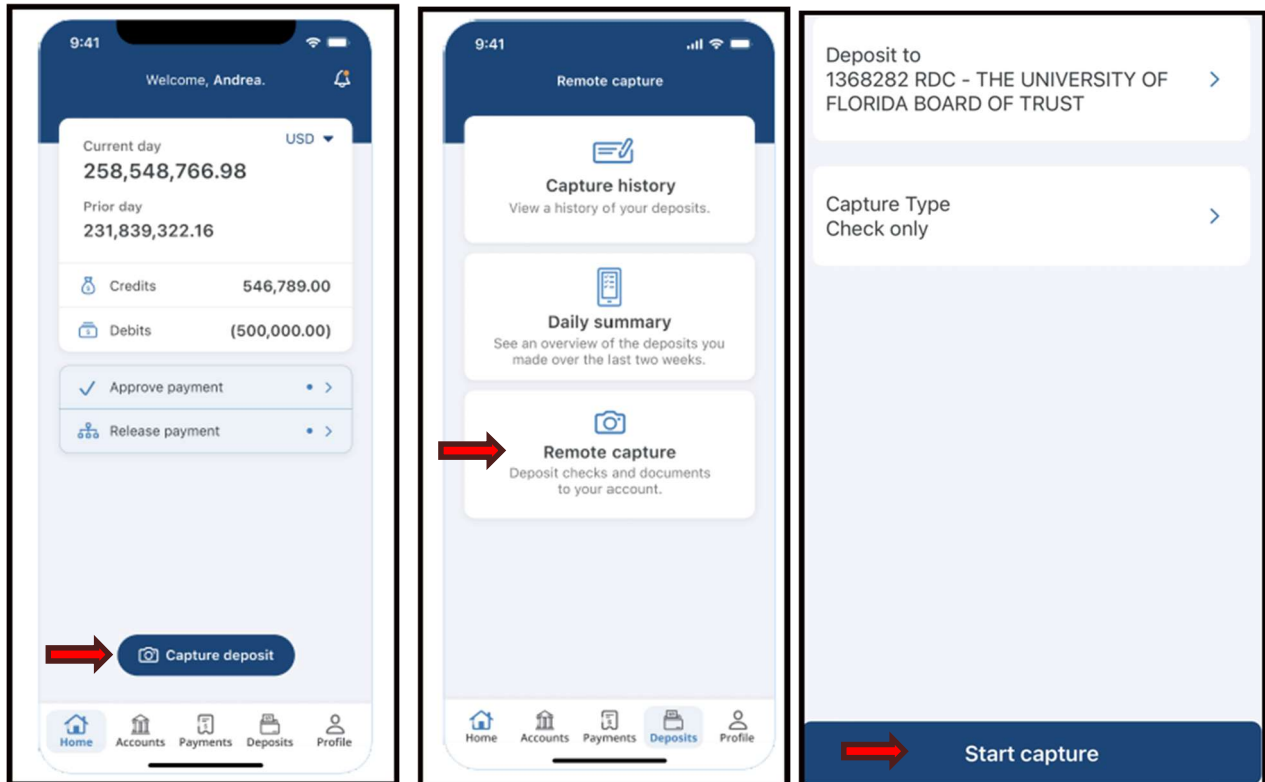 9:41
Welcome, Andrea.
Current day
USD
258,548,766.98
Prior day
231,839,322.16
Credits 546,789.00
Debits (500,000.00)
Approve payment
Release payment
Capture deposit
Home Accounts Payments Deposits Profile
9:41
Remote capture
Capture history
View a history of your deposits.
Daily summary
See an overview of the deposits you
made over the last two weeks.
Remote capture
Deposit checks and documents
to your account.
Home Accounts Payments Deposits Profile
Deposit to
1368282 RDC - THE UNIVERSITY OF
FLORIDA BOARD OF TRUST
Capture Type
Check only
Start capture